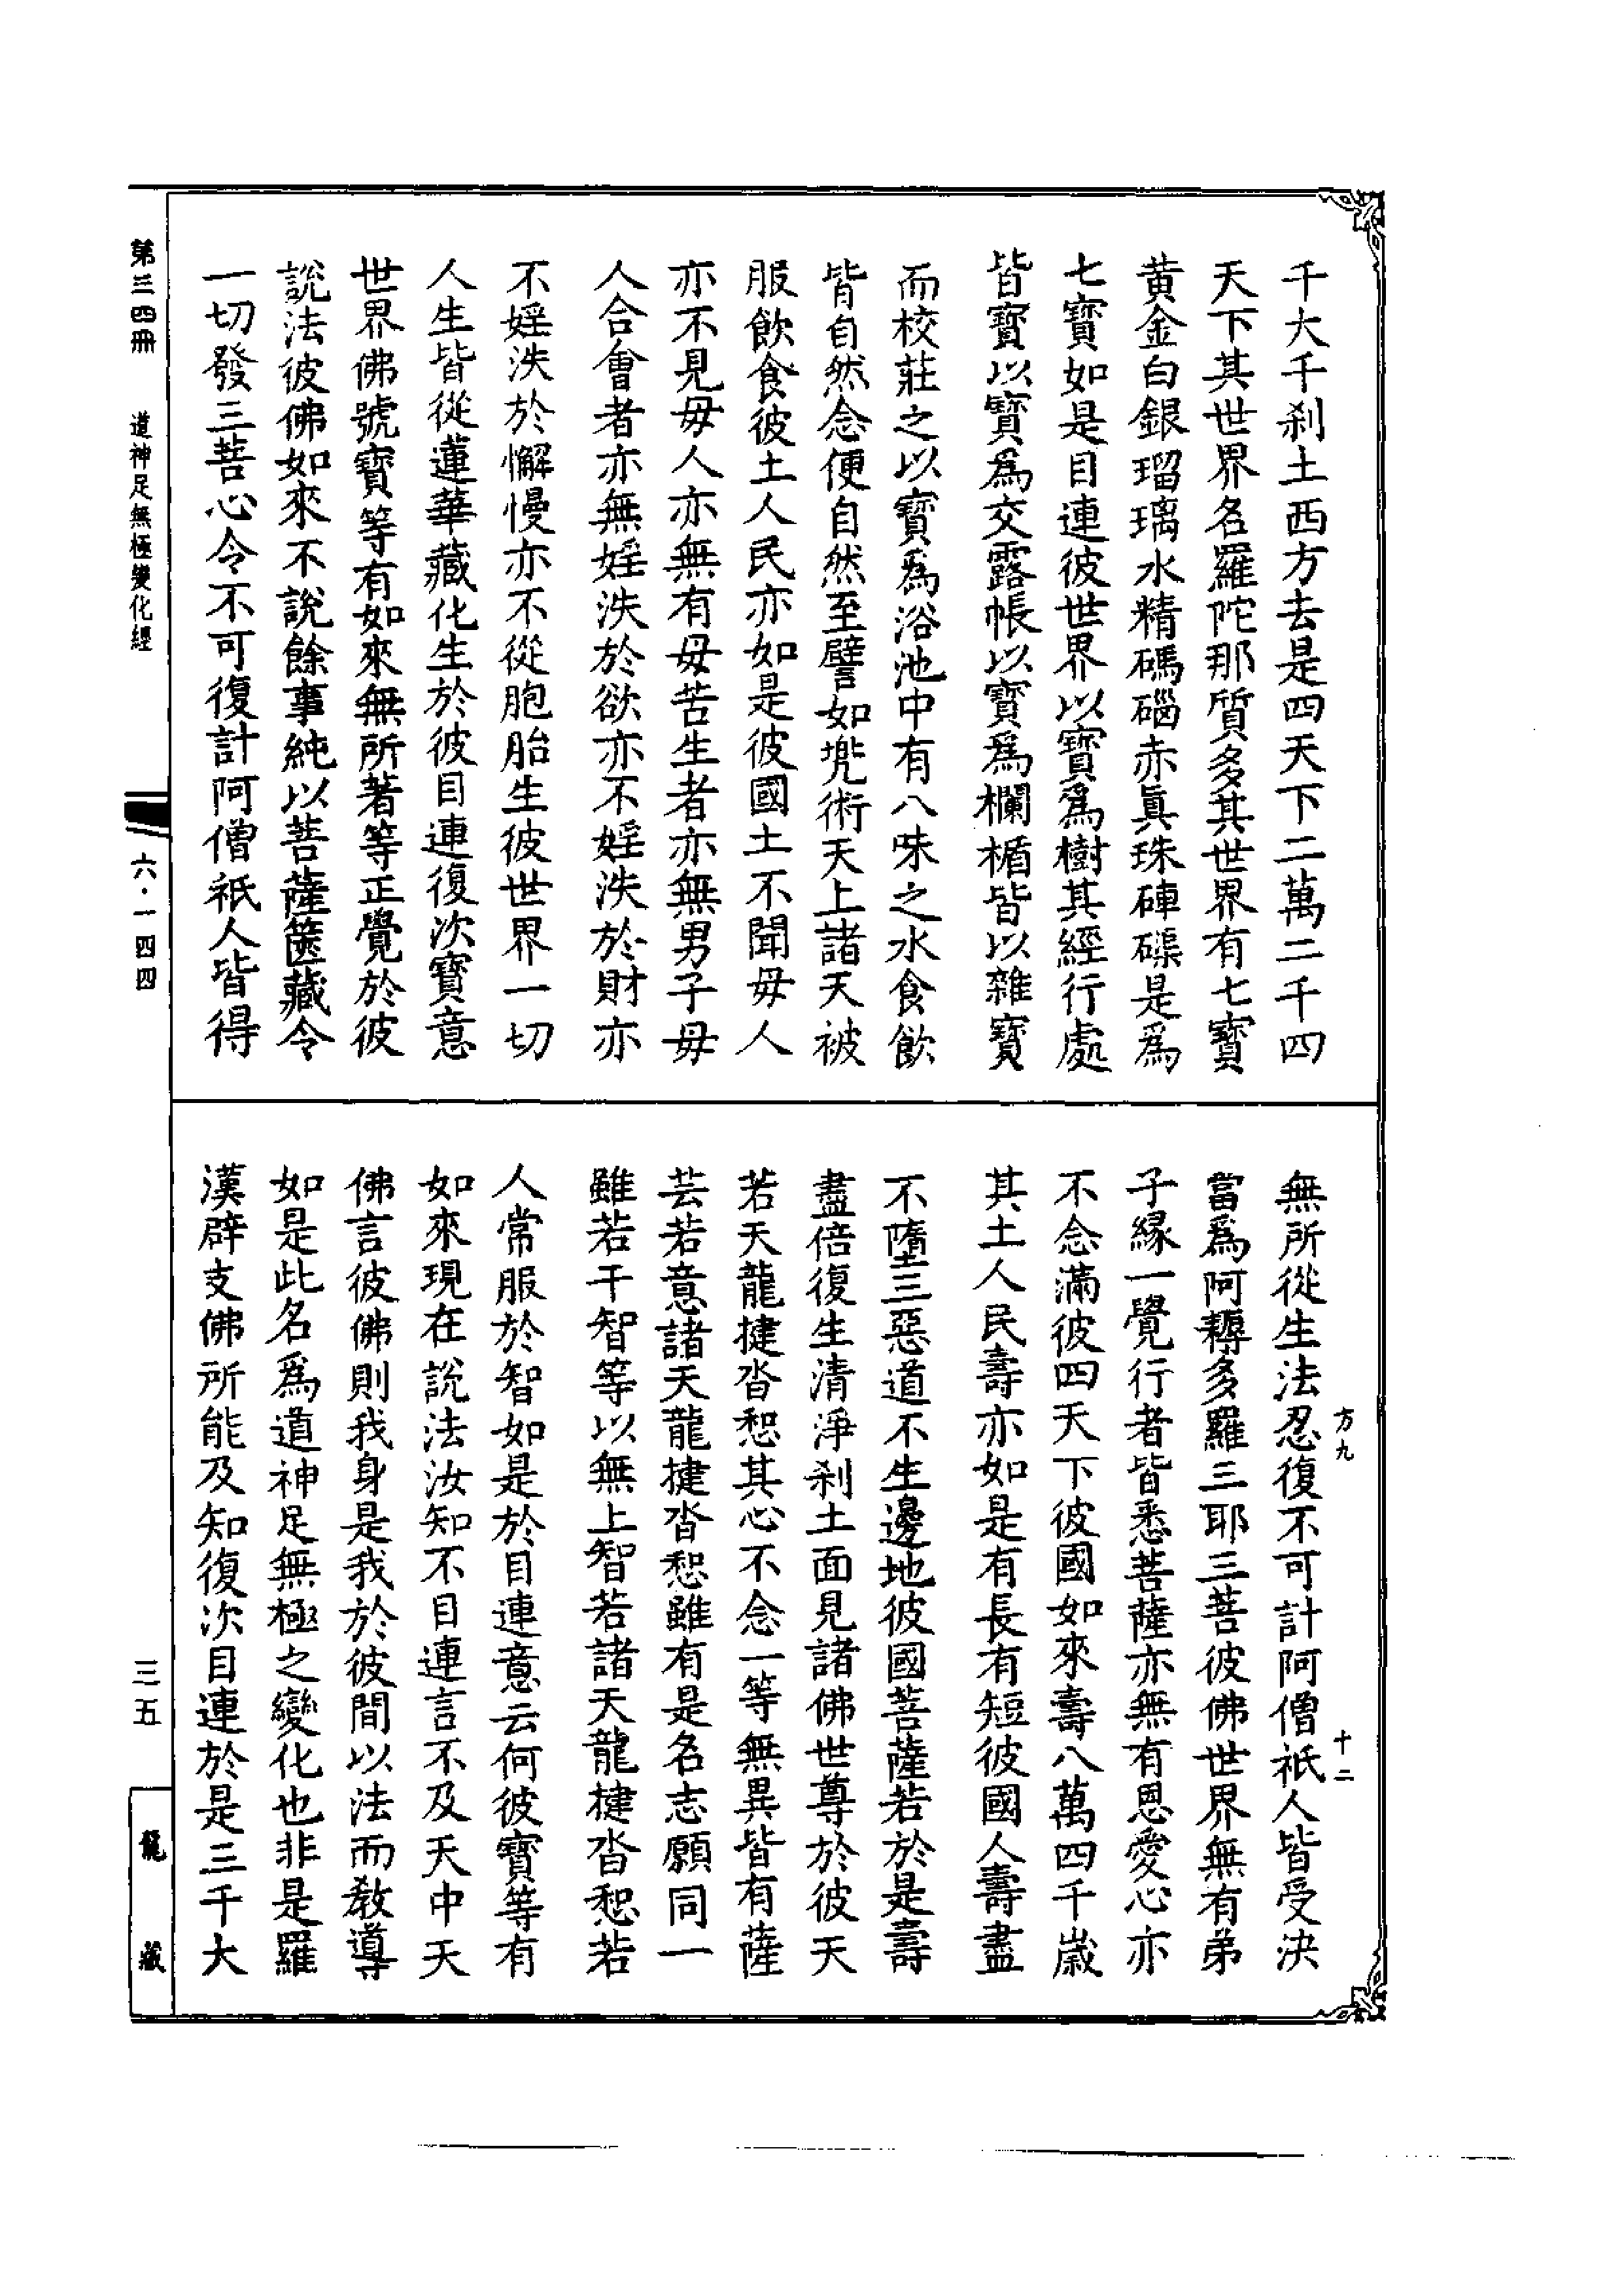 千大千刹土西方去是四天下二萬二千四
天下其世界名羅陀那質多其世界有七寶
黄金白銀瑠璃水精碼碯赤眞珠硨磲是爲
七寶如是目連彼世界以寶爲樹其經行處
皆寶以寶爲交露帳以寶爲欄楯皆以雜寶
而校莊之以寶爲浴池中有八味之水食飲
皆自然念便自然至譬如兜術天上諸天被
服飲食彼土人民亦如是彼國土不聞毋人
亦不見毋人亦無有毋苦生者亦無男子毋
人合會者亦無婬泆於欲亦不婬泆於財亦
不婬泆於懈慢亦不從胞胎生彼世界一切
人生皆從蓮華藏化生於彼目連復次寶意
世界佛號寶等有如來無所著等正覺於彼
說法彼佛如來不說餘事純以菩薩篋藏令
一切發三菩心令不可復計阿僧祇人皆得
無所從生法忍復不可計阿僧祇人皆受決
當爲阿耨多羅三耶三菩彼佛世界無有弟
子緣一覺行者皆悉菩薩亦無有恩愛心亦
不念滿彼四天下彼國如來壽八萬四千歲
其土人民壽亦如是有長有短彼國人壽盡
不墮三惡道不生邊地彼國菩薩若於是壽
盡倍復生清淨刹土面見諸佛世尊於彼天
若天龍揵沓惒其心不念一等無異皆有薩
芸若意諸天龍揵沓惒雖有是名志願同一
雖若干智等以無上智若諸天龍揵沓惒若
人常服於智如是於目連意云何彼寶等有
如來現在說法汝知不目連言不及天中天
佛言彼佛則我身是我於彼間以法而教導
如是此名爲道神足無極之變化也非是羅
漢辟支佛所能及知復次目連於是三千大
方九
十二
第三四冊
道神足無極變化經
六·一四四
三五
龍藏